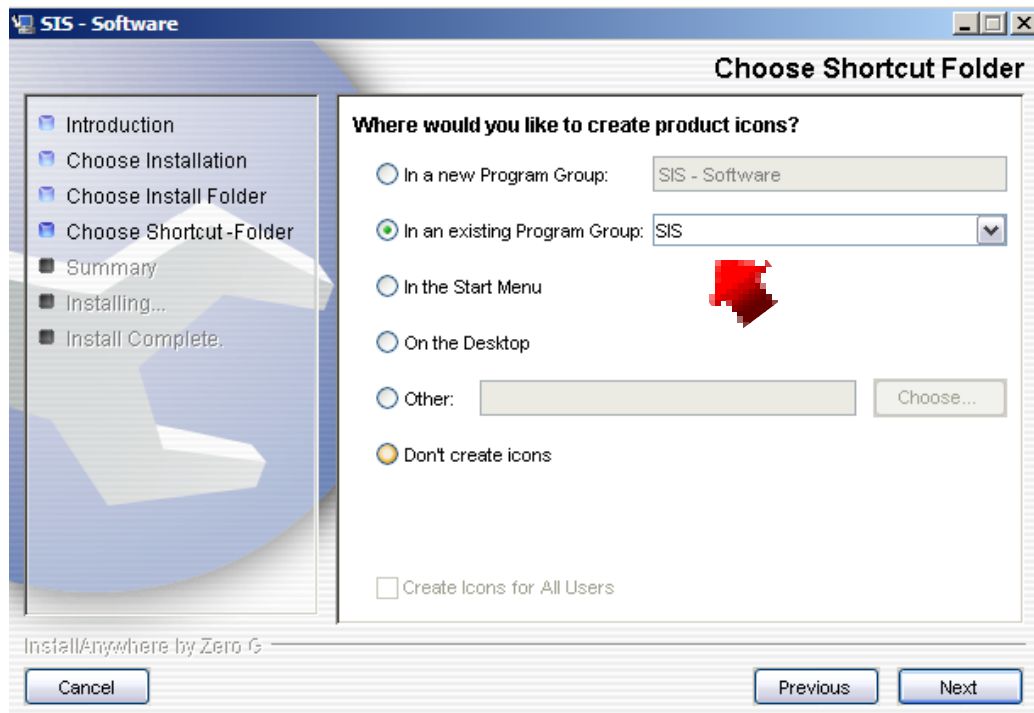 SIS - Software
Choose Shortcut Folder
Introduction
Choose Installation
Choose Install Folder
Choose Shortcut-Folder
Summary
Installing...
Install Complete.
Where would you like to create product icons?
In a new Program Group: SIS - Software
In an existing Program Group: SIS
In the Start Menu
On the Desktop
Other: Choose...
Don't create icons
Create Icons for All Users
InstallAnywhere by Zero G
Cancel Previous Next